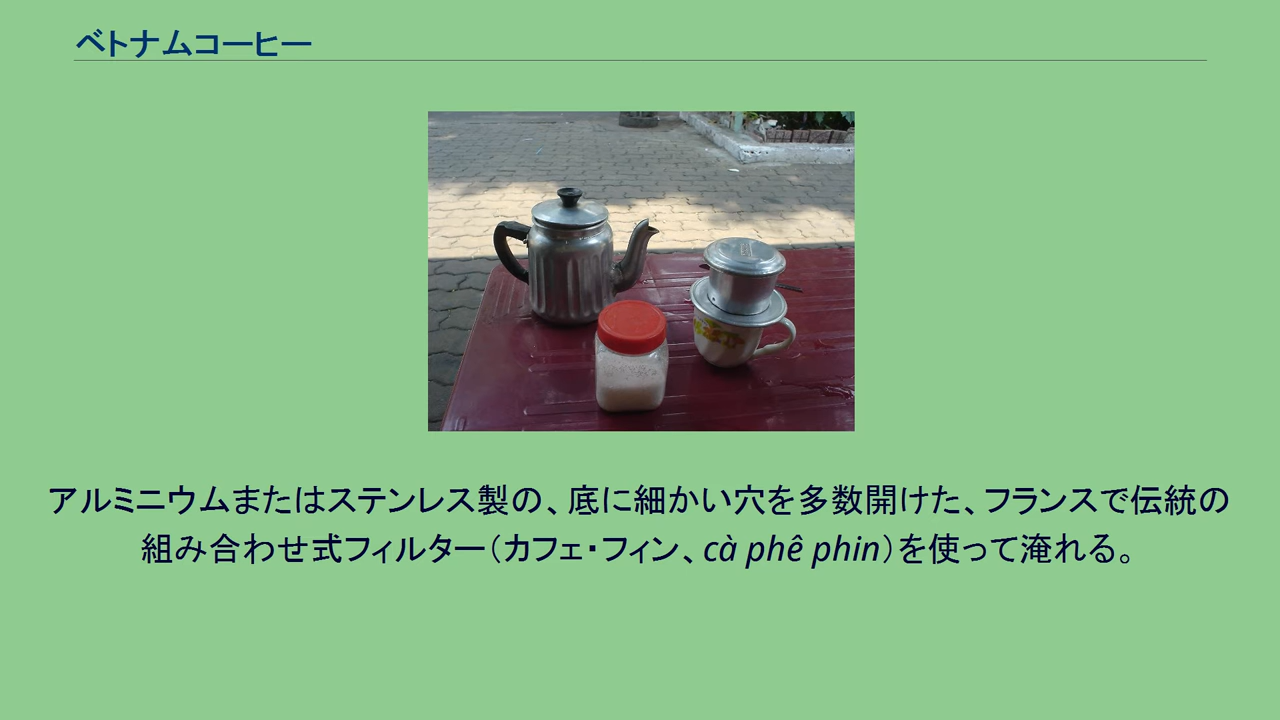 ベトナムコーヒー
アルミニウムまたはステンレス製の、底に細かい穴を多数開けた、フランスで伝統の
組み合わせ式フィルター（カフェ・フィン、cà phê phin）を使って淹れる。